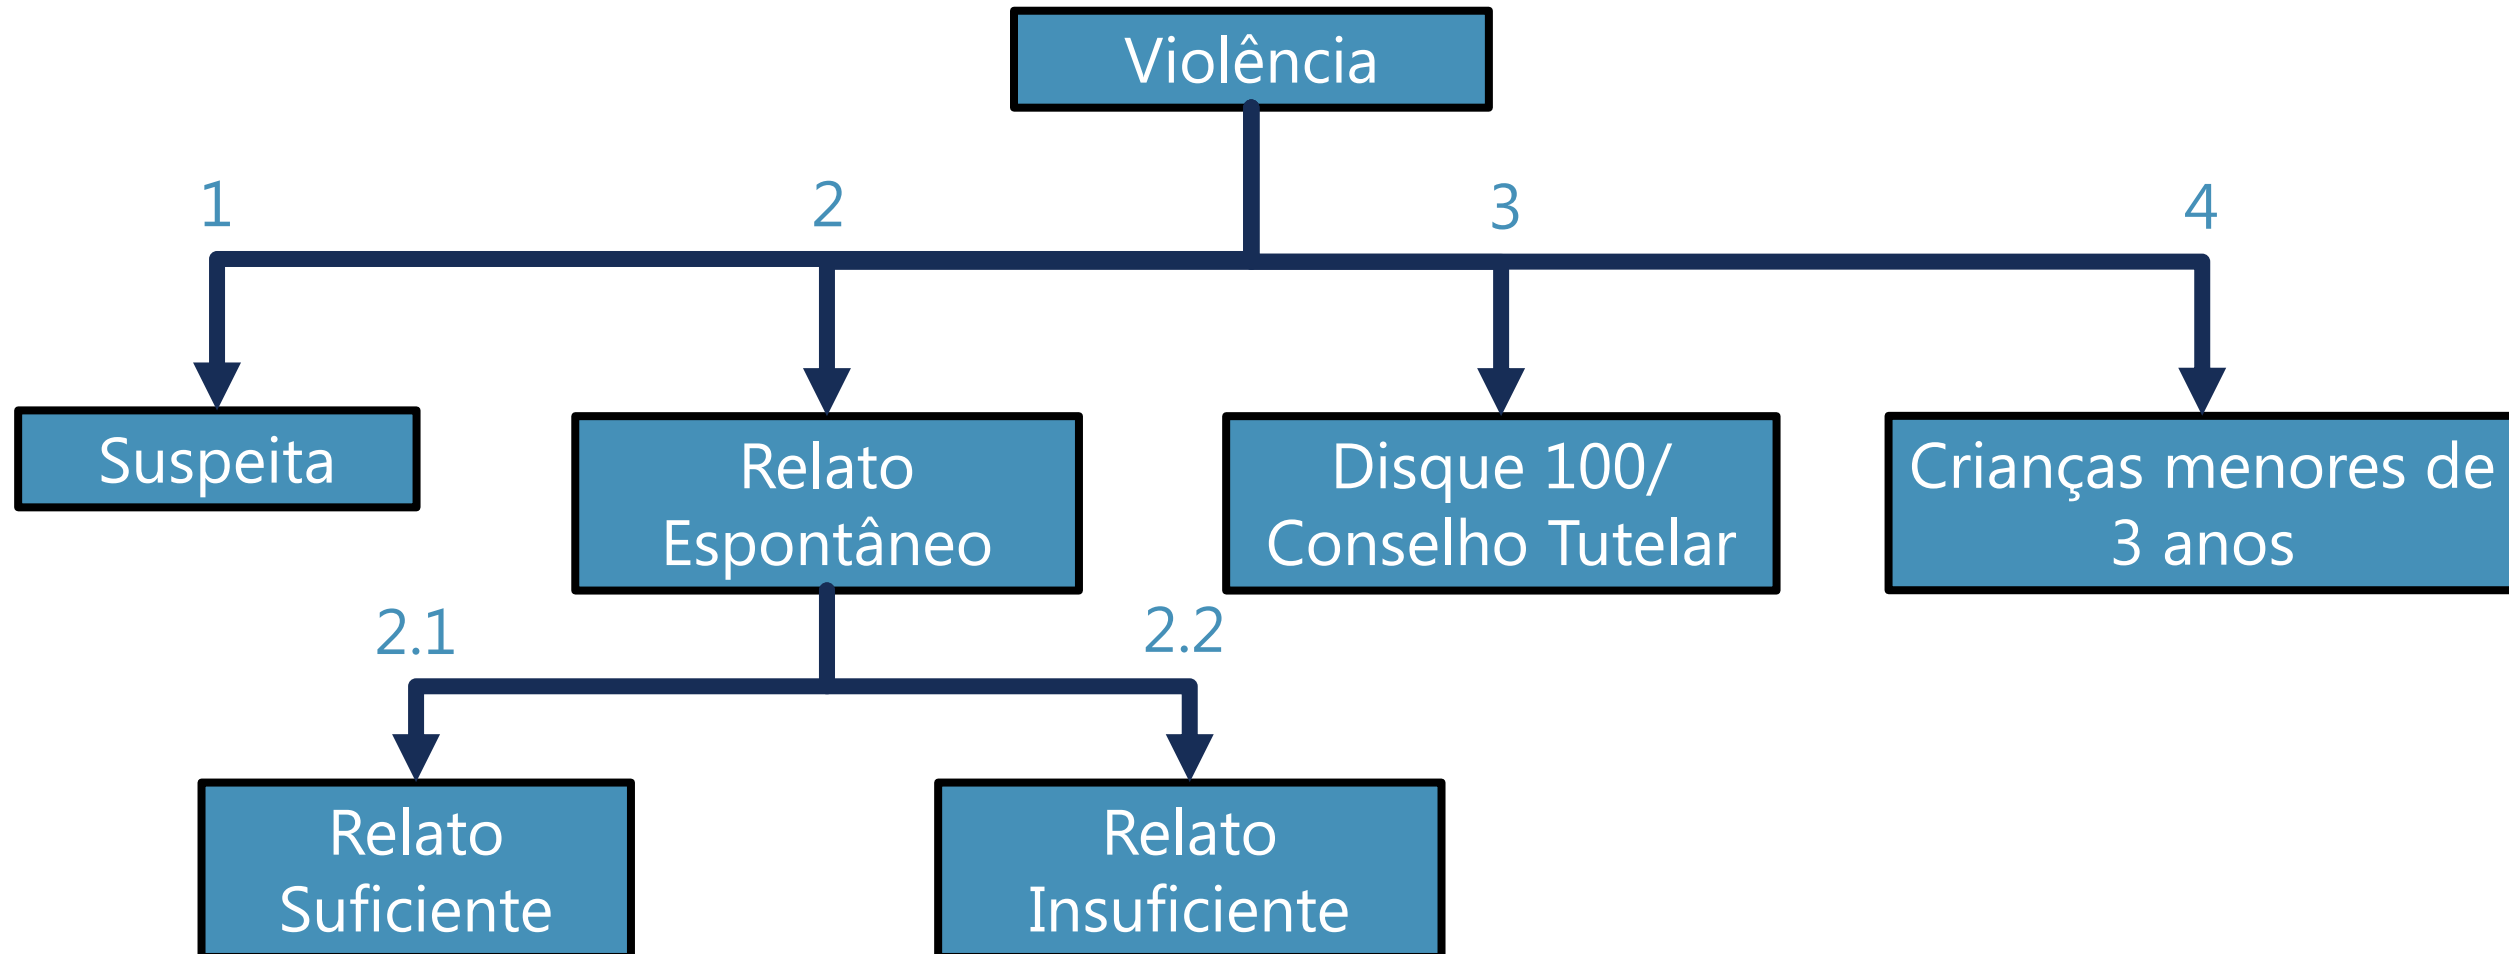 Violência
1
2
3
4
Suspeita
Relato
Espontâneo
Disque 100/
Conselho Tutelar
Crianças menores de
3 anos
2.1
2.2
Relato
Suficiente
Relato
Insuficiente